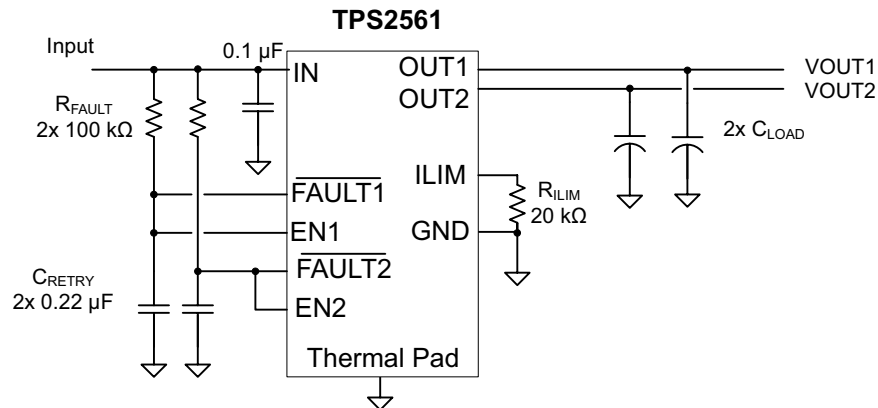 TPS2561
Input
0.1 µF
IN
OUT1
VOUT1
OUT2
VOUT2
RFAULT
2x 100 kΩ
2x CLOAD
ILIM
RILIM
20 kΩ
FAULT1
EN1
GND
FAULT2
CRETRY
2x 0.22 µF
EN2
Thermal Pad